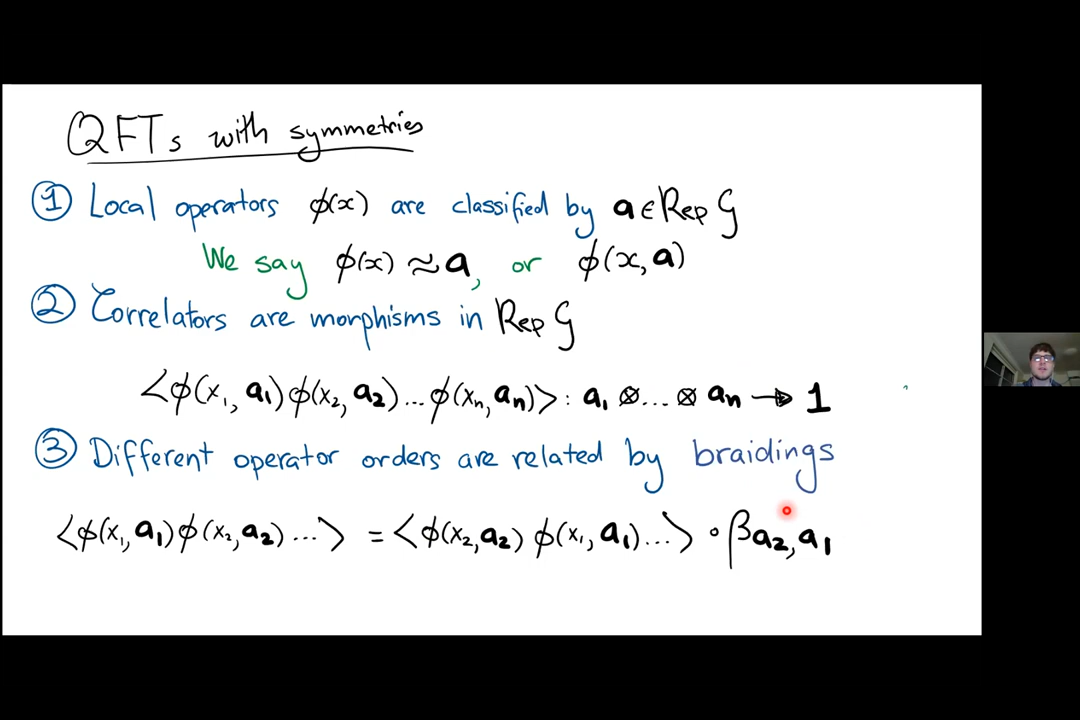 QFTs with symmetries
① Local operators ϕ(x) are classified by a ∈ Rep G
We say ϕ(x) ≈ a, or ϕ(x, a)
② Correlators are morphisms in Rep G
<ϕ(x₁, a₁) ϕ(x₂, a₂) ... ϕ(xₙ, aₙ)> : a₁ ⊗ ... ⊗ aₙ → 1
③ Different operator orders are related by braidings
<ϕ(x₁, a₁) ϕ(x₂, a₂) ...> = <ϕ(x₂, a₂) ϕ(x₁, a₁) ...> ∘ βa₂, a₁